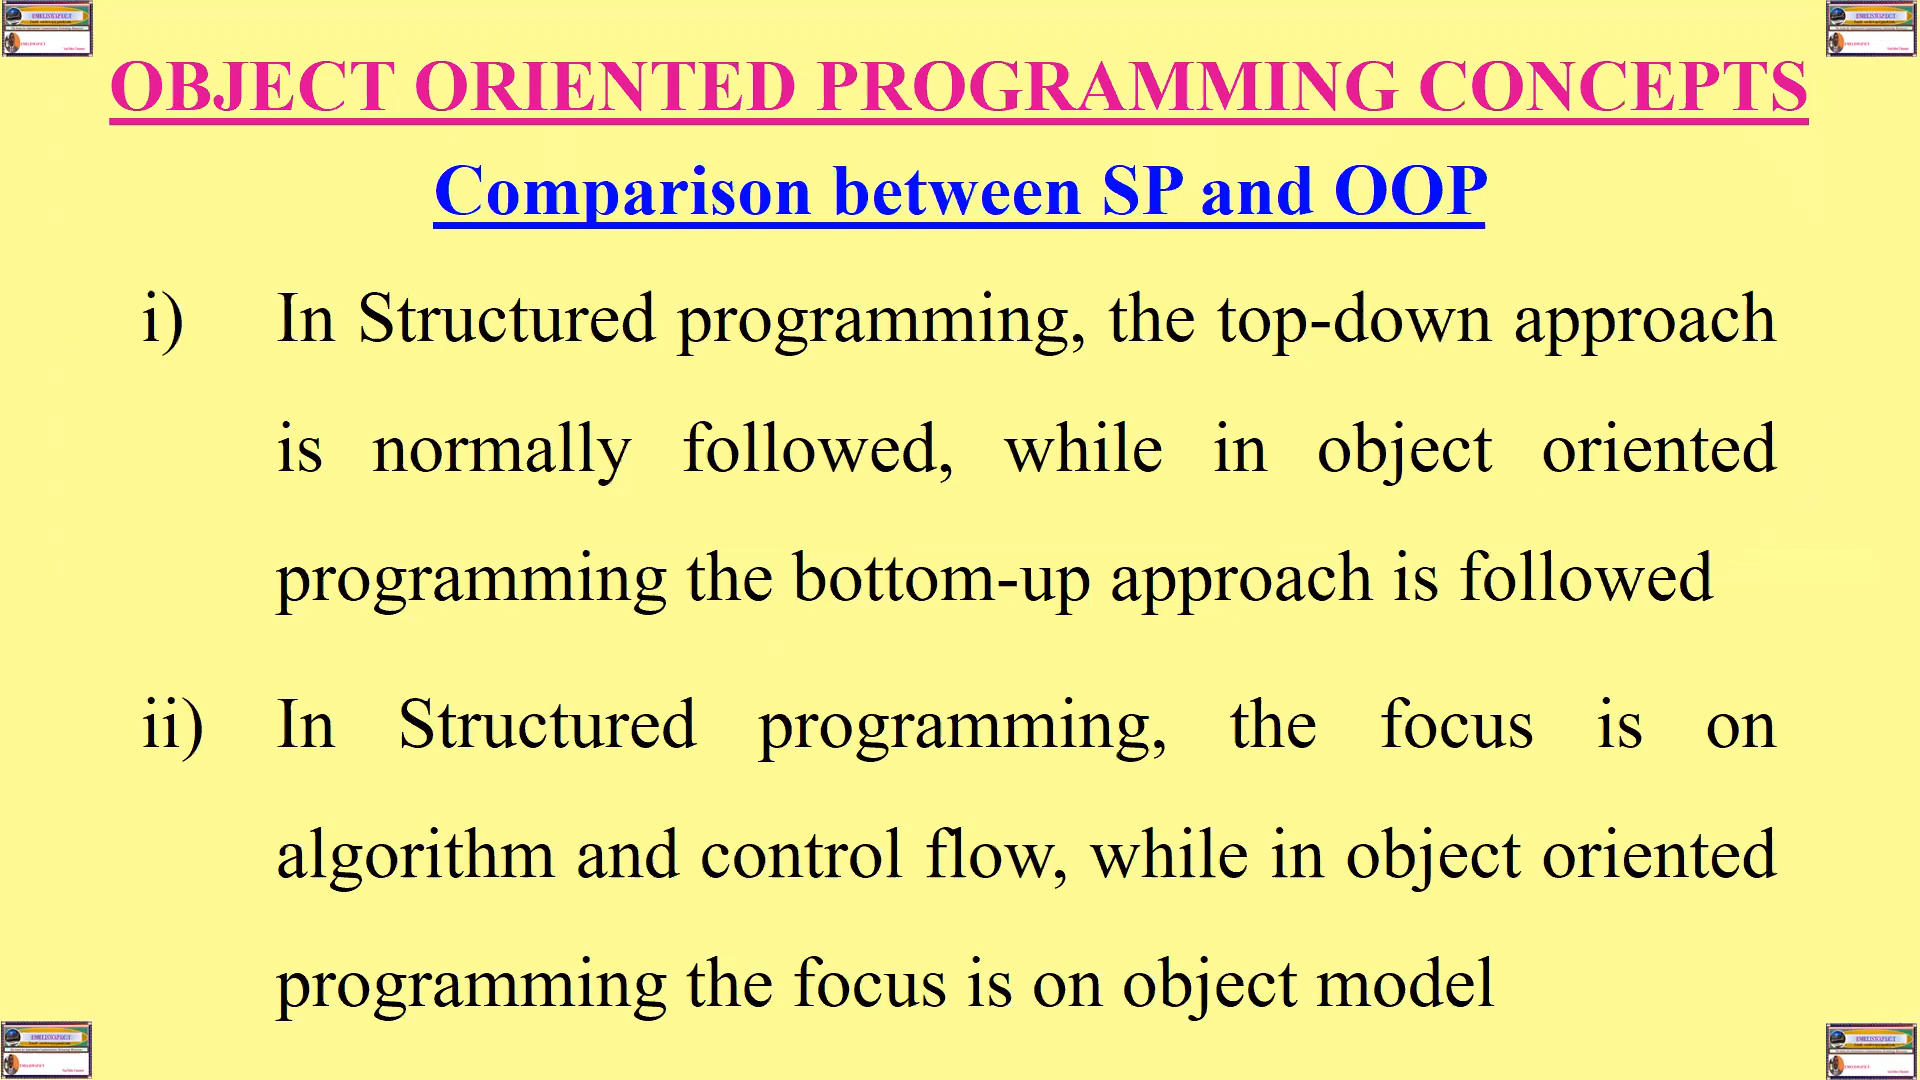 OBJECT ORIENTED PROGRAMMING CONCEPTS
Comparison between SP and OOP
i) In Structured programming, the top-down approach
is normally followed, while in object oriented
programming the bottom-up approach is followed
ii) In Structured programming, the focus is on
algorithm and control flow, while in object oriented
programming the focus is on object model